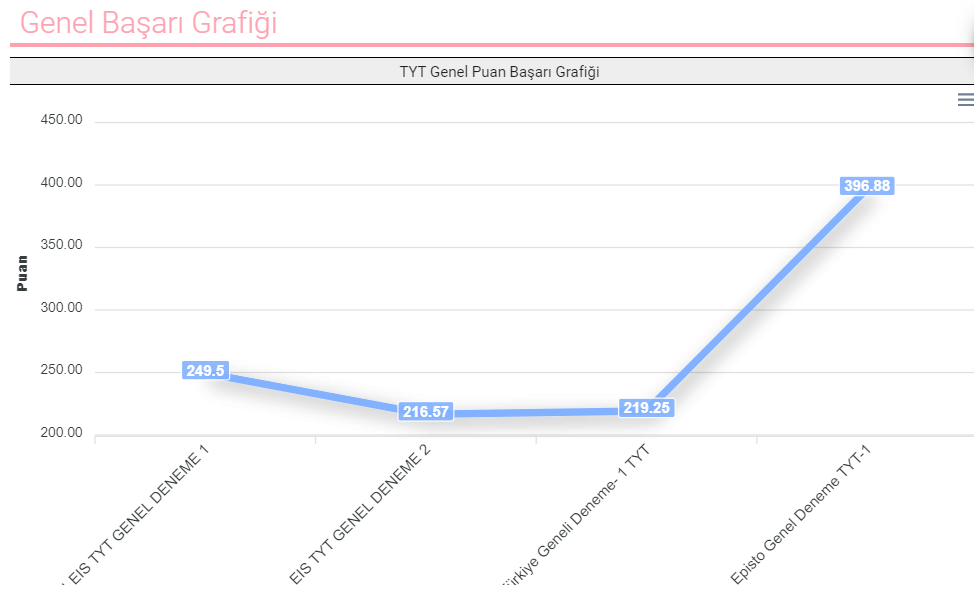 Genel Başarı Grafiği
TYT Genel Puan Başarı Grafiği
450.00
400.00
350.00
300.00
250.00
200.00
Puan
249.5
216.57
219.25
396.88
EIS TYT GENEL DENEME 1
EIS TYT GENEL DENEME 2
Geneli Deneme- 1 TYT
Episto Genel Deneme TYT-1